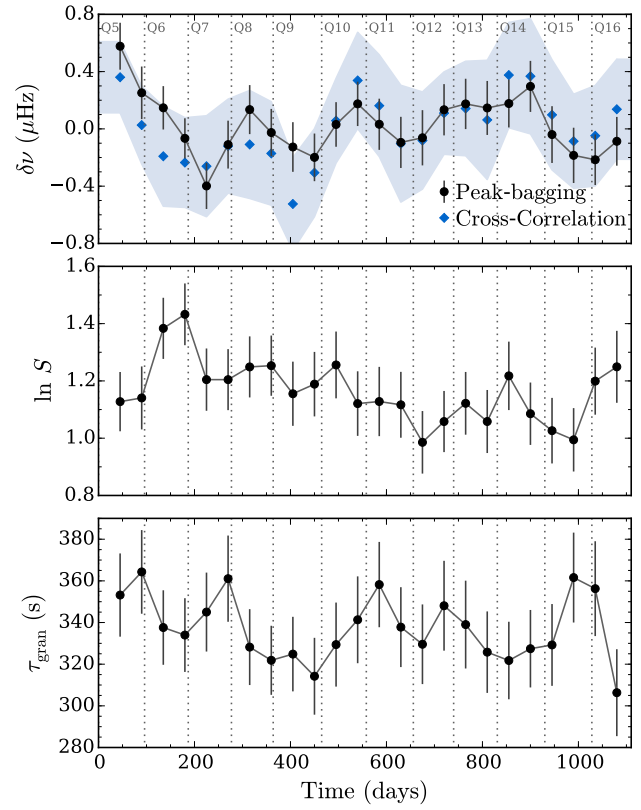 Q5 Q6 Q7 Q8 Q9 Q10 Q11 Q12 Q13 Q14 Q15 Q16
0.8
0.4
0.0
−0.4
−0.8
δν (μHz)
Peak-bagging
Cross-Correlation
1.6
1.4
1.2
1.0
0.8
ln S
380
360
340
320
300
280
τgran (s)
0 200 400 600 800 1000
Time (days)